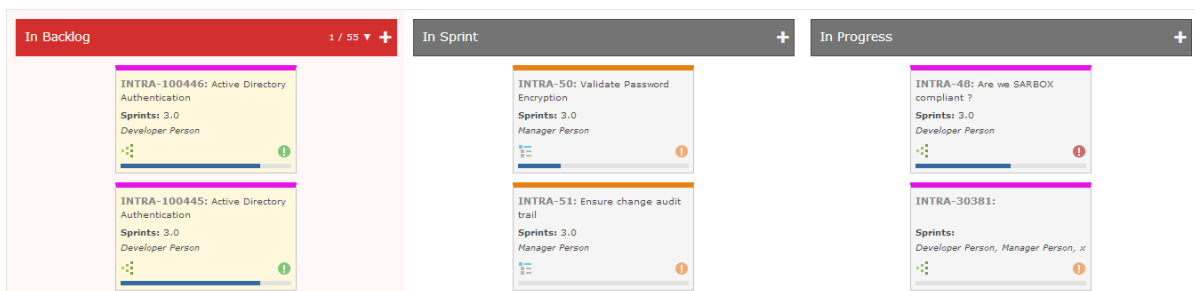 In Backlog
1 / 55 ▼ +
In Sprint
+
In Progress
+
INTRA-100446: Active Directory
Authentication
Sprints: 3.0
Developer Person
INTRA-50: Validate Password
Encryption
Sprints: 3.0
Manager Person
INTRA-48: Are we SARBOX
compliant ?
Sprints: 3.0
Developer Person
INTRA-100445: Active Directory
Authentication
Sprints: 3.0
Developer Person
INTRA-51: Ensure change audit
trail
Sprints: 3.0
Manager Person
INTRA-30381:
Sprints:
Developer Person, Manager Person, x